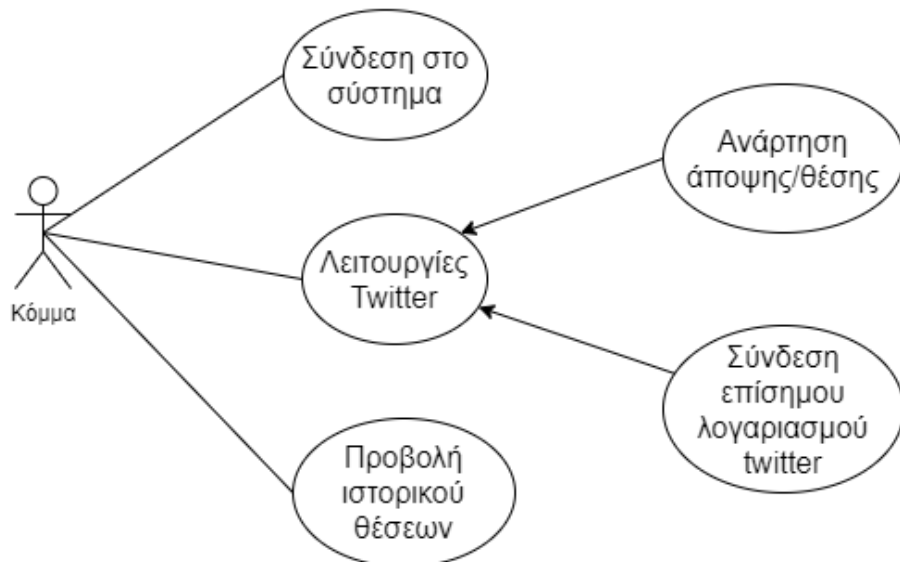 Σύνδεση στο
σύστημα
Ανάρτηση
άποψης/θέσης
Λειτουργίες
Twitter
Κόμμα
Σύνδεση
επίσημου
λογαριασμού
twitter
Προβολή
ιστορικού
θέσεων